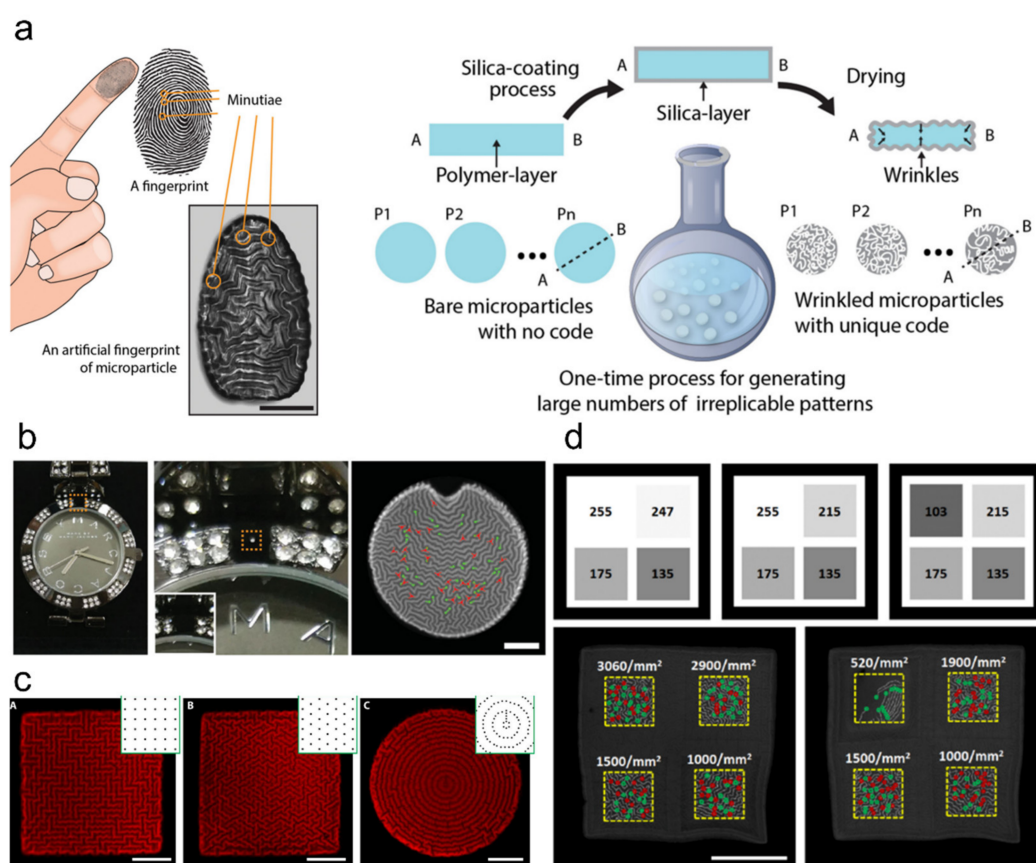 a
Minutiae
A fingerprint
An artificial fingerprint
of microparticle
Silica-coating
process
A
B
Silica-layer
Drying
A
B
Polymer-layer
A
B
Wrinkles
P1
P2
Pn
B
A
Bare microparticles
with no code
P1
P2
Pn
B
A
Wrinkled microparticles
with unique code
One-time process for generating
large numbers of irreplicable patterns
b
M A
c
A
B
C
d
255 247
175 135
255 215
175 135
103 215
175 135
3060/mm² 2900/mm²
1500/mm² 1000/mm²
520/mm² 1900/mm²
1500/mm² 1000/mm²